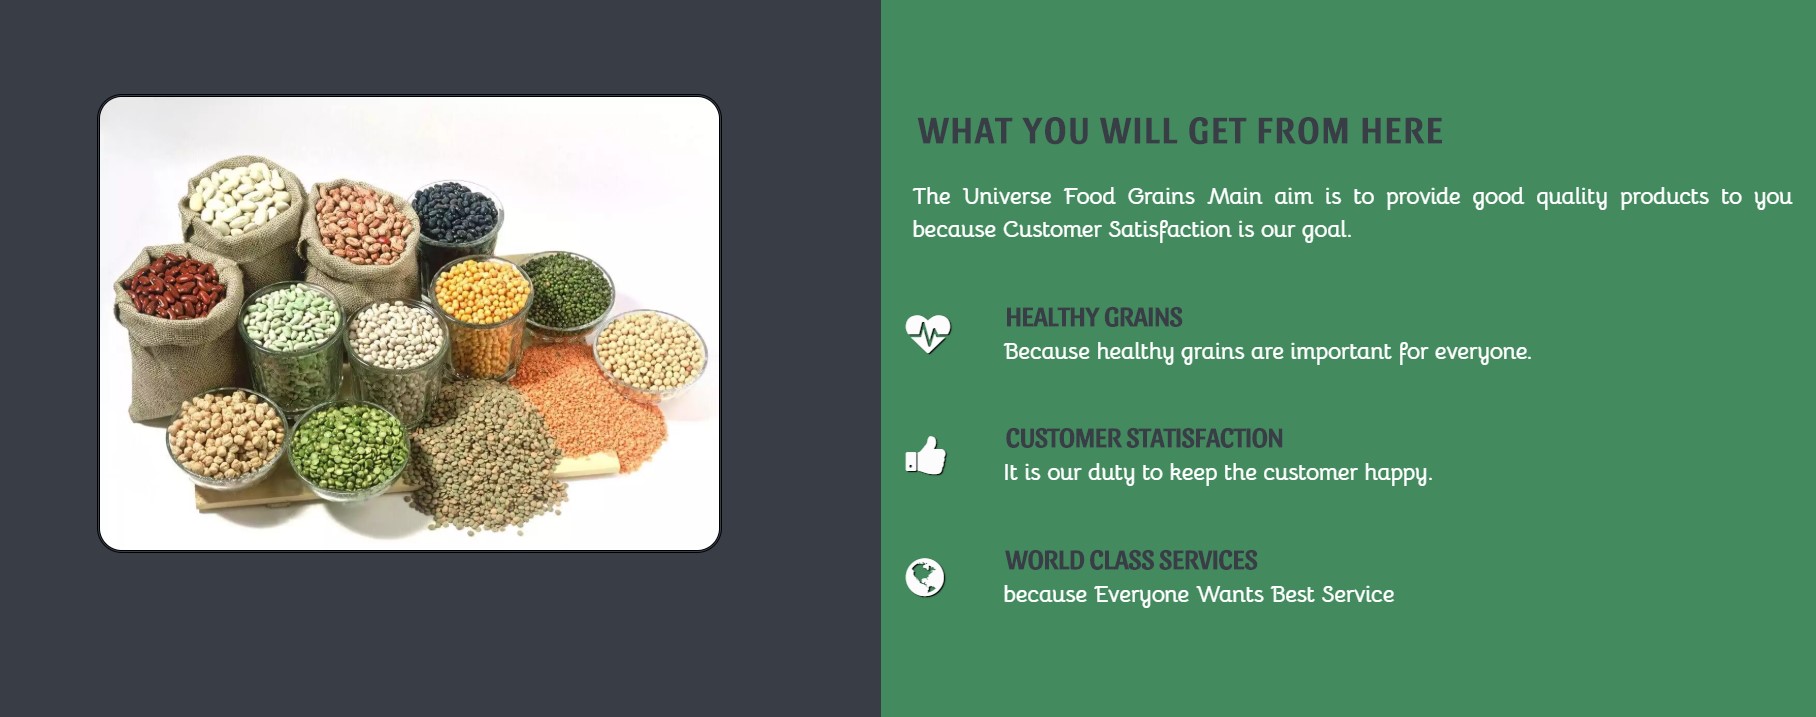 WHAT YOU WILL GET FROM HERE
The Universe Food Grains Main aim is to provide good quality products to you
because Customer Satisfaction is our goal.
HEALTHY GRAINS
Because healthy grains are important for everyone.
CUSTOMER STATISFACTION
It is our duty to keep the customer happy.
WORLD CLASS SERVICES
because Everyone Wants Best Service